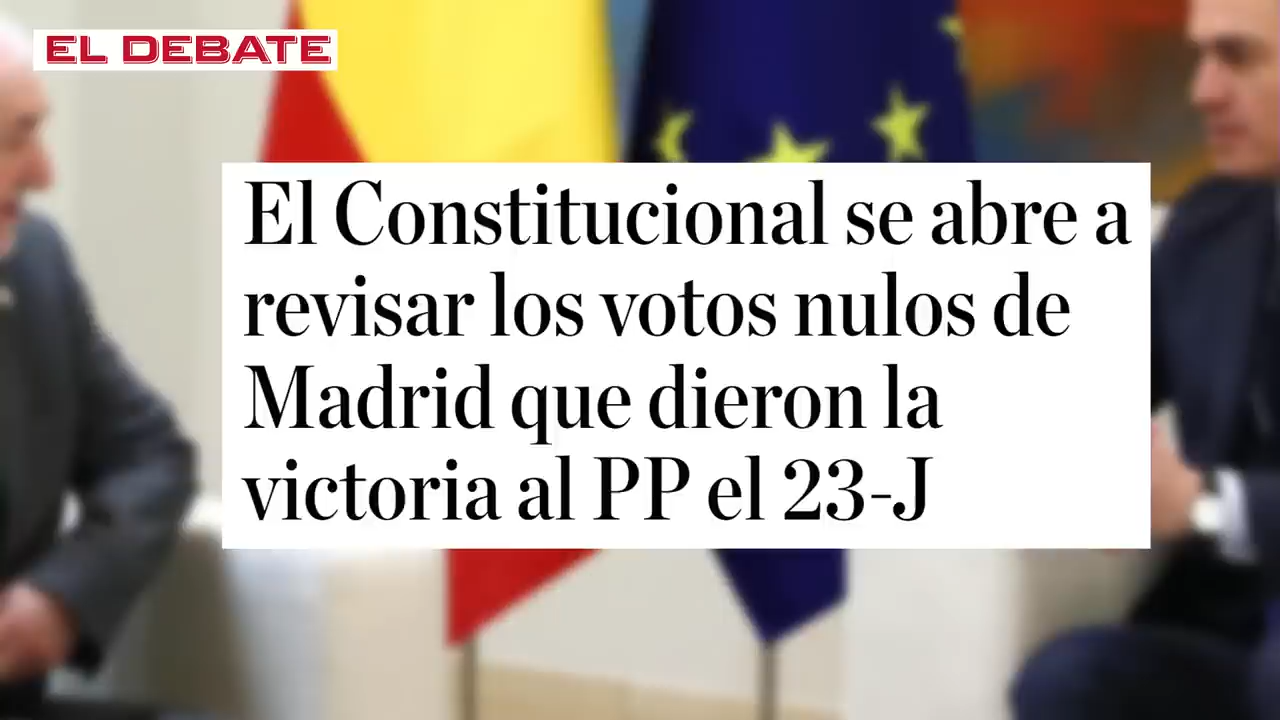 EL DEBATE
El Constitucional se abre a
revisar los votos nulos de
Madrid que dieron la
victoria al PP el 23-J